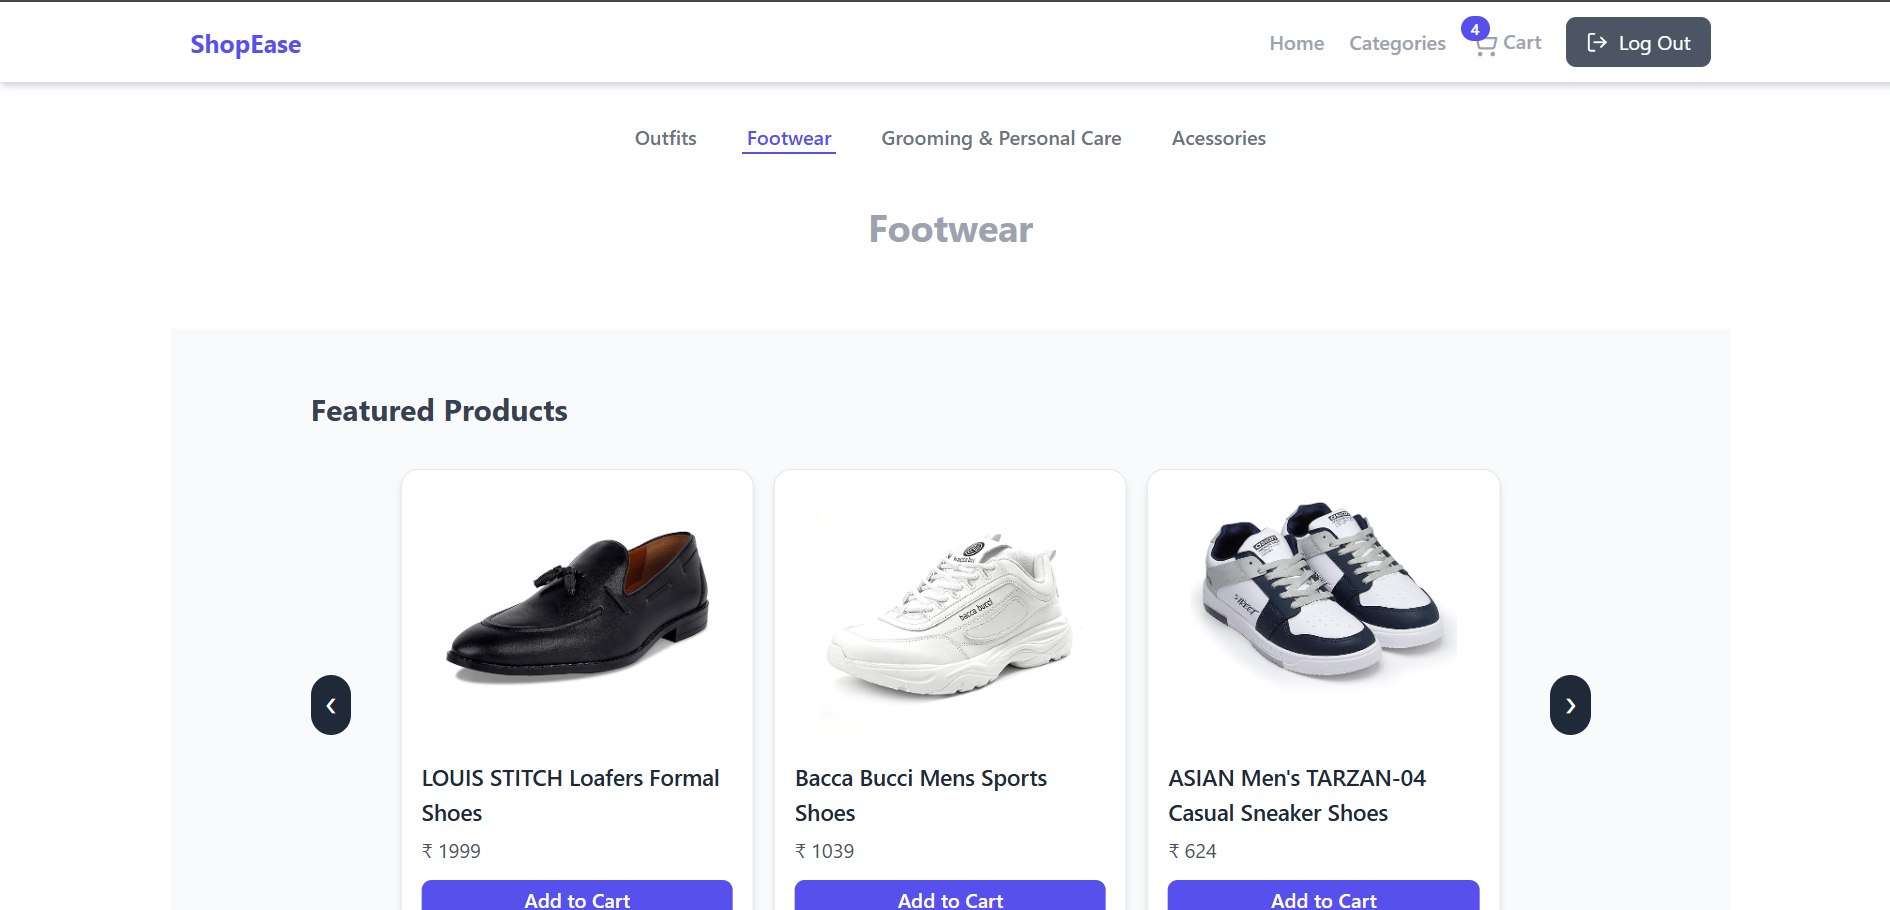 ShopEase
Home
Categories
4
Cart
Log Out
Outfits
Footwear
Grooming & Personal Care
Acessories
Footwear
Featured Products
bacca bucci
❮
❯
LOUIS STITCH Loafers Formal
Shoes
₹ 1999
Add to Cart
Bacca Bucci Mens Sports
Shoes
₹ 1039
Add to Cart
ASIAN Men's TARZAN-04
Casual Sneaker Shoes
₹ 624
Add to Cart